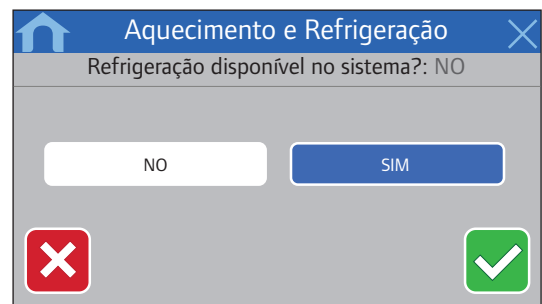 Aquecimento e Refrigeração
Refrigeração disponível no sistema?: NO
NO
SIM